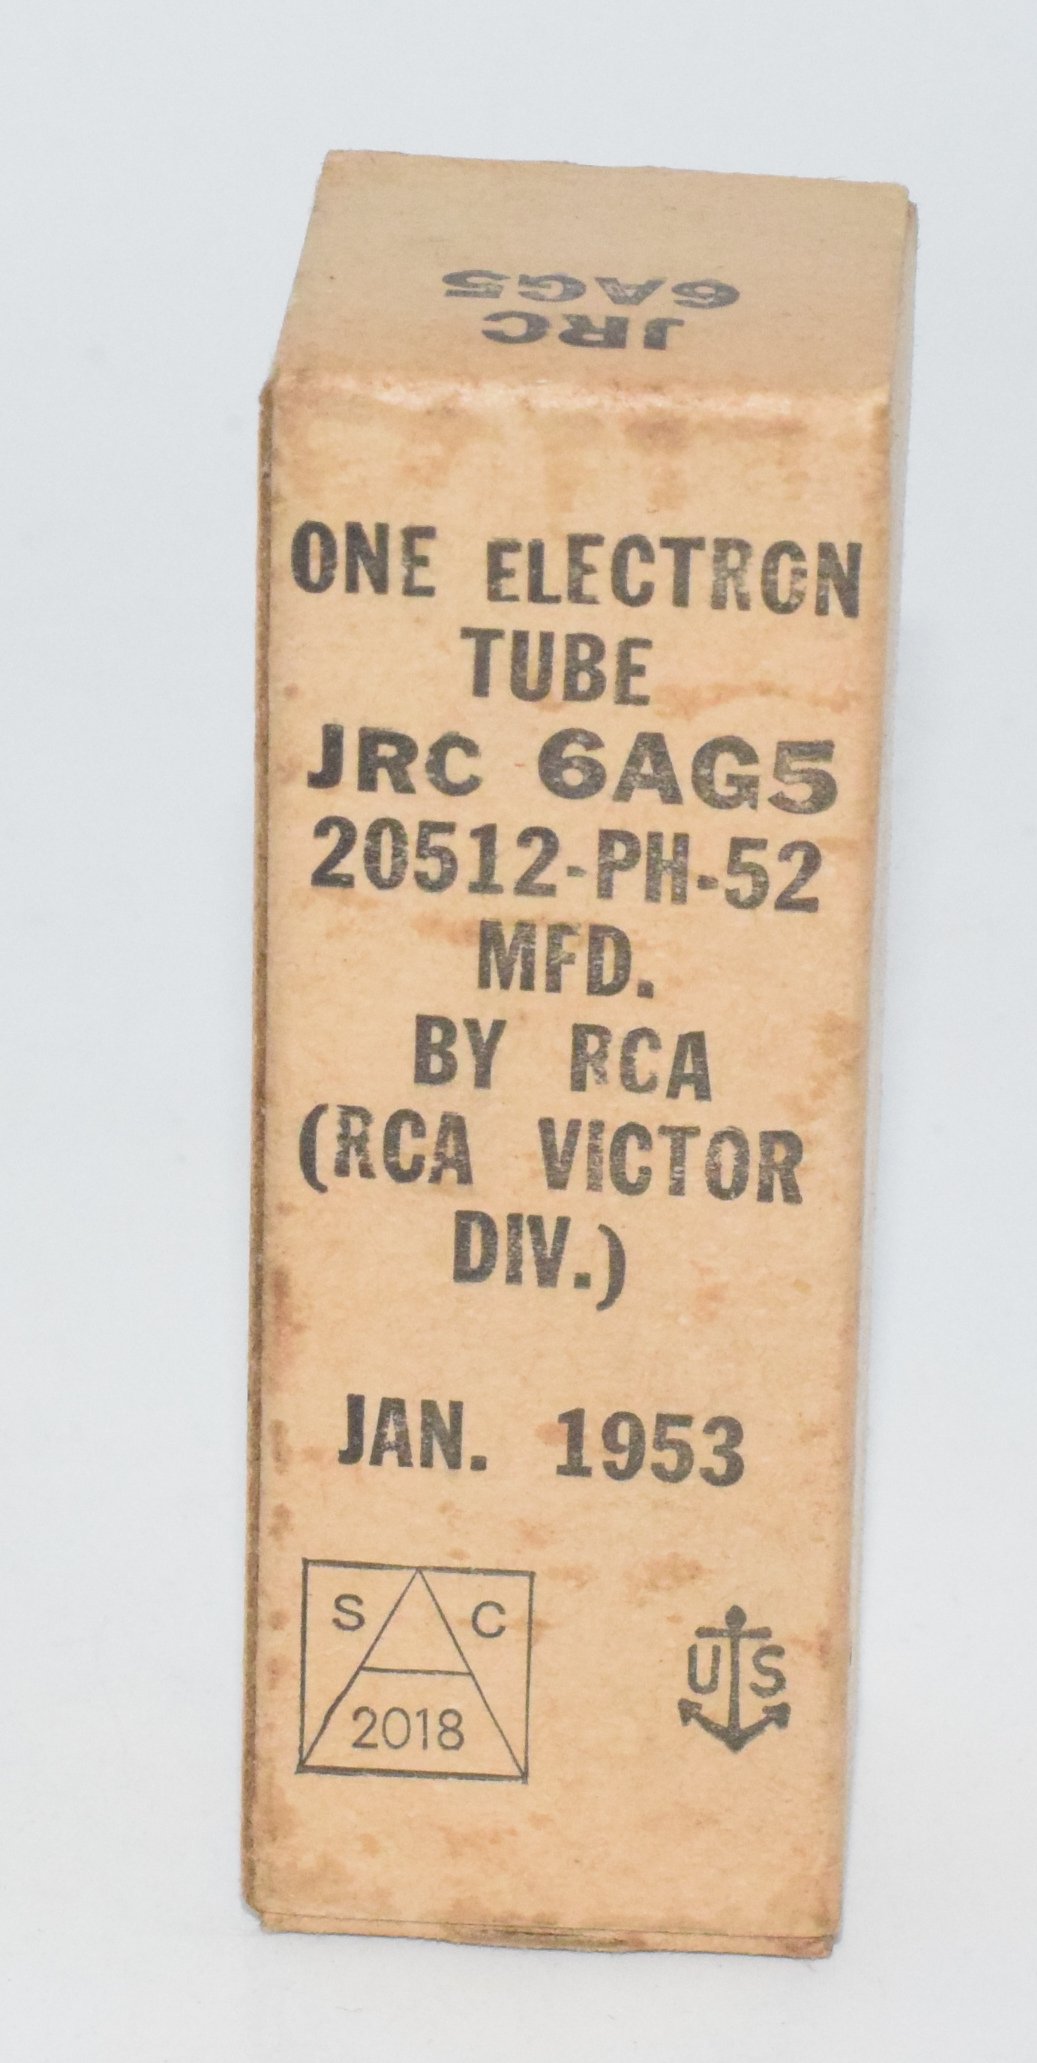 JRC
6AG5
ONE ELECTRON
TUBE
JRC 6AG5
20512-PH-52
MFD.
BY RCA
(RCA VICTOR
DIV.)
JAN. 1953
S C
2018
US